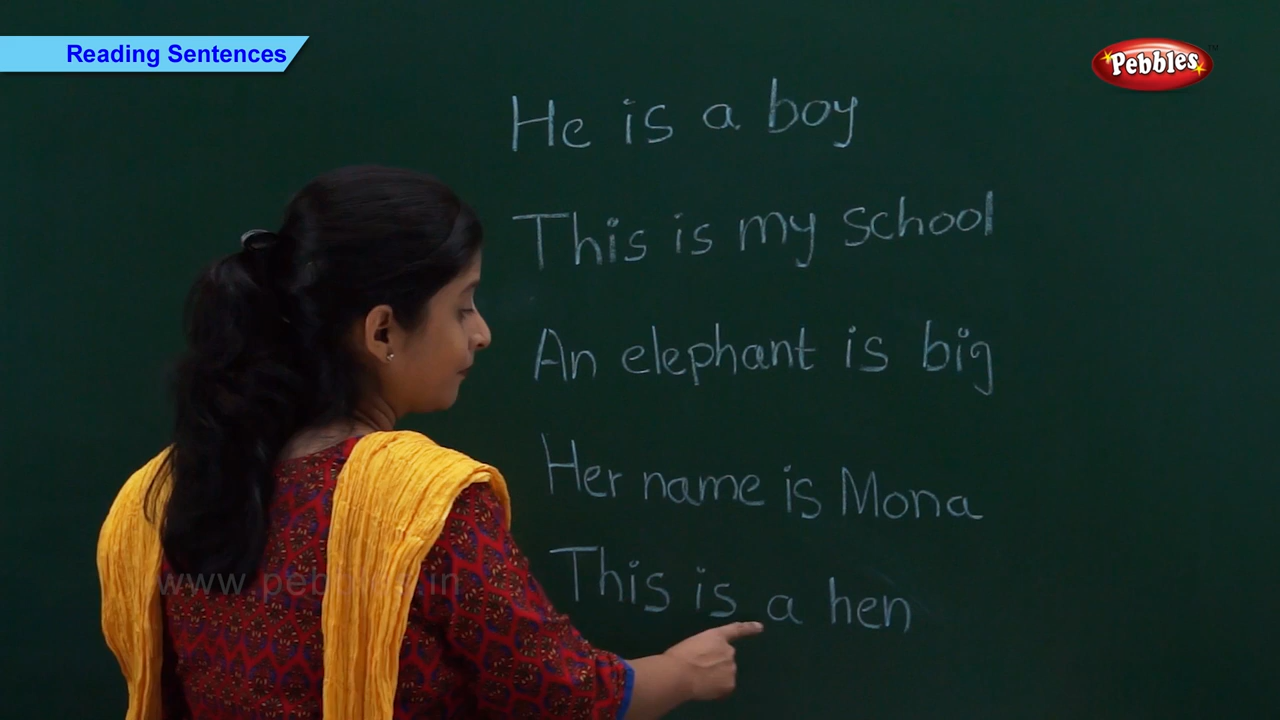 Reading Sentences
Pebbles™
He is a boy
This is my school
An elephant is big
Her name is Mona
This is a hen
www.pebbles.in